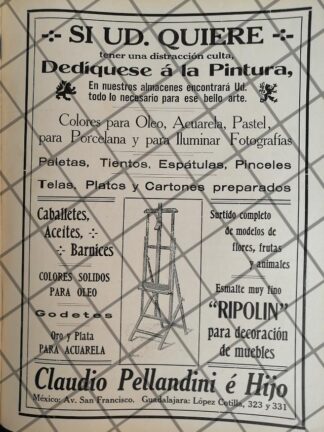 SI UD. QUIERE
tener una distracción culta,
Dedíquese á la Pintura,
En nuestros almacenes encontrará Ud.
todo lo necesario para ese bello arte.
Colores para Oleo, Acuarela, Pastel,
para Porcelana y para Iluminar Fotografías
Paletas, Tientos, Espátulas, Pinceles
Telas, Platos y Cartones preparados
Caballetes,
Aceites,
Barnices
COLORES SOLIDOS
PARA OLEO
Godetes
Oro y Plata
PARA ACUARELA
Surtido completo
de modelos de
flores, frutas
y animales
Esmalte muy fino
"RIPOLIN"
para decoración
de muebles
Claudio Pellandini é Hijo
México: Av. San Francisco. Guadalajara: López Cotilla, 323 y 331